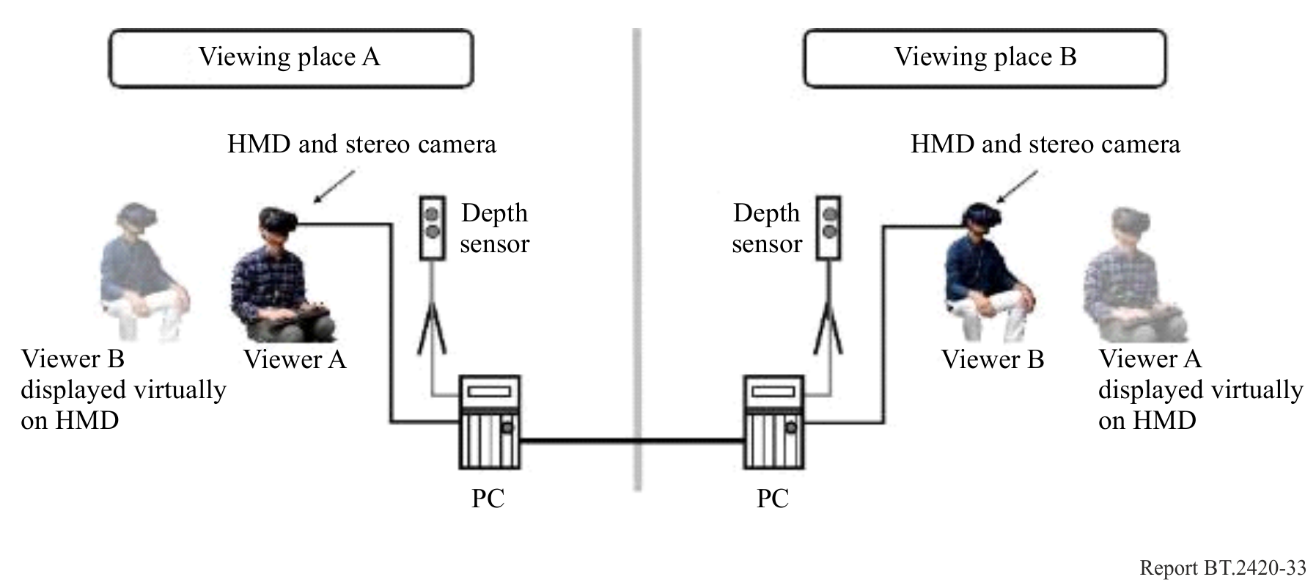 Viewing place A
Viewing place B
HMD and stereo camera
HMD and stereo camera
Depth
sensor
Depth
sensor
Viewer B
displayed virtually
on HMD
Viewer A
Viewer B
Viewer A
displayed virtually
on HMD
PC
PC
Report BT.2420-33